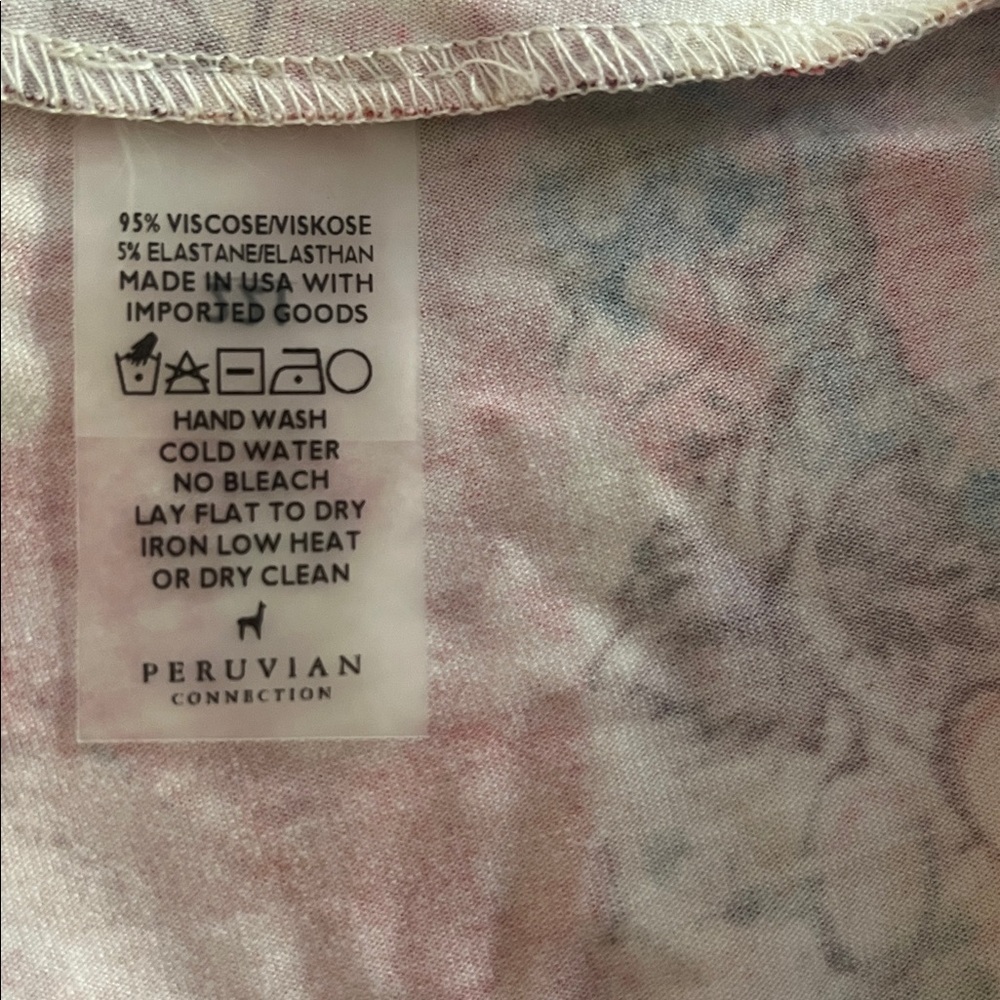 95% VISCOSE/VISKOSE
5% ELASTANE/ELASTHAN
MADE IN USA WITH
IMPORTED GOODS
HAND WASH
COLD WATER
NO BLEACH
LAY FLAT TO DRY
IRON LOW HEAT
OR DRY CLEAN
PERUVIAN
CONNECTION